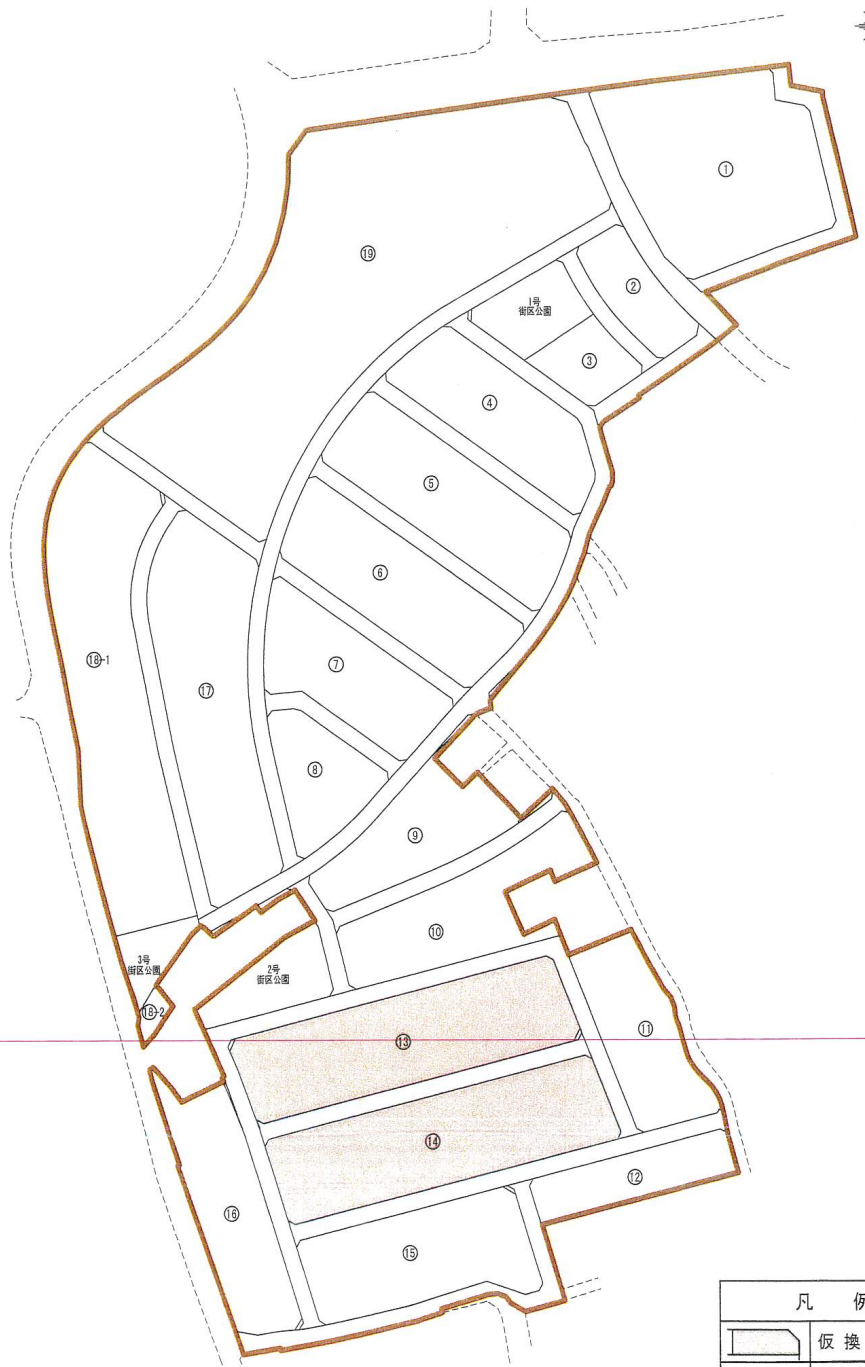 ①
⑲
②
1号
街区公園
③
④
⑤
⑥
⑦
⑱-1
⑰
⑧
⑨
⑩
3号
街区公園
2号
街区公園
⑱-2
⑬
⑪
⑭
⑫
⑯
⑮
凡 例
仮換